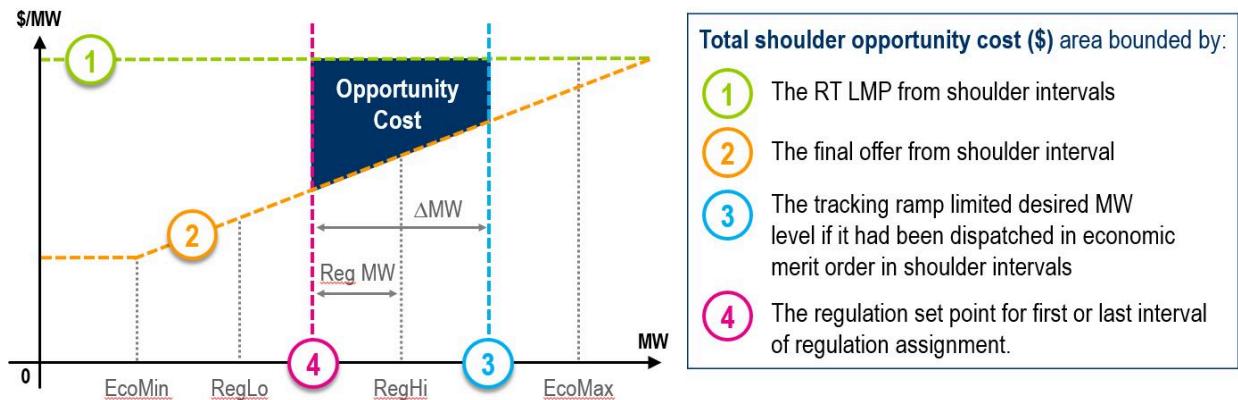 $/MW
1
Opportunity
Cost
2
ΔMW
Reg MW
4
3
MW
0
EcoMin
RegLo
RegHi
EcoMax
Total shoulder opportunity cost ($) area bounded by:
1
The RT LMP from shoulder intervals
2
The final offer from shoulder interval
3
The tracking ramp limited desired MW
level if it had been dispatched in economic
merit order in shoulder intervals
4
The regulation set point for first or last interval
of regulation assignment.